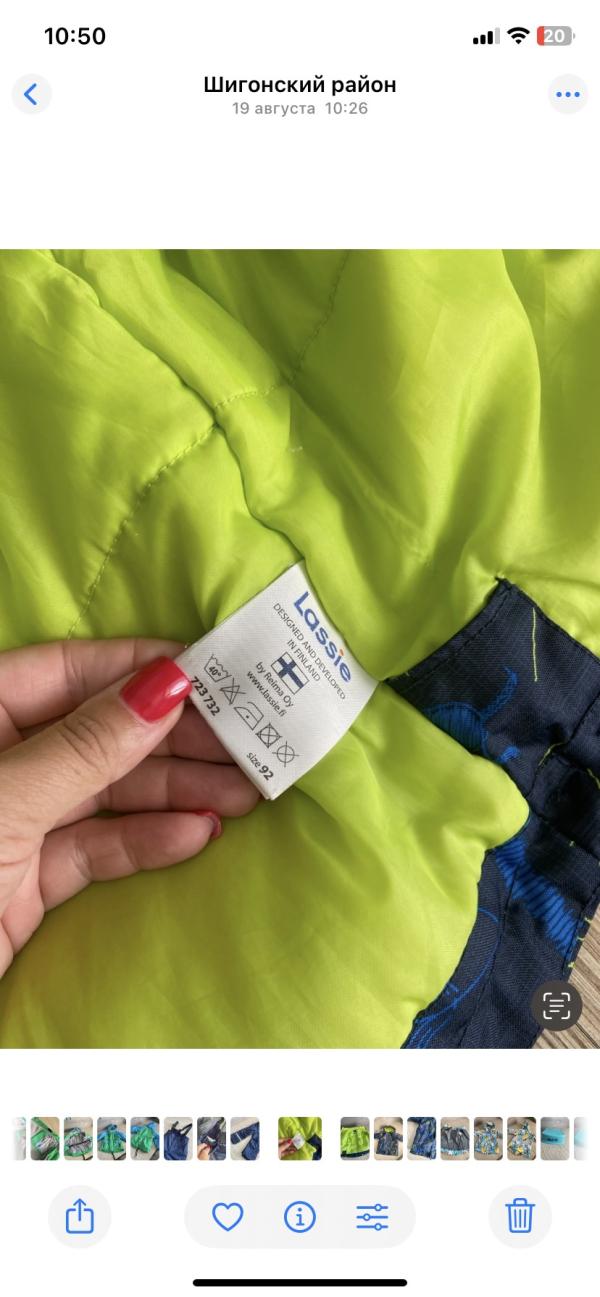 10:50
20
Шигонский район
19 августа 10:26
Lassie
DESIGNED AND DEVELOPED
IN FINLAND
by Reima Oy
www.lassie.fi
40°
723732
size 92